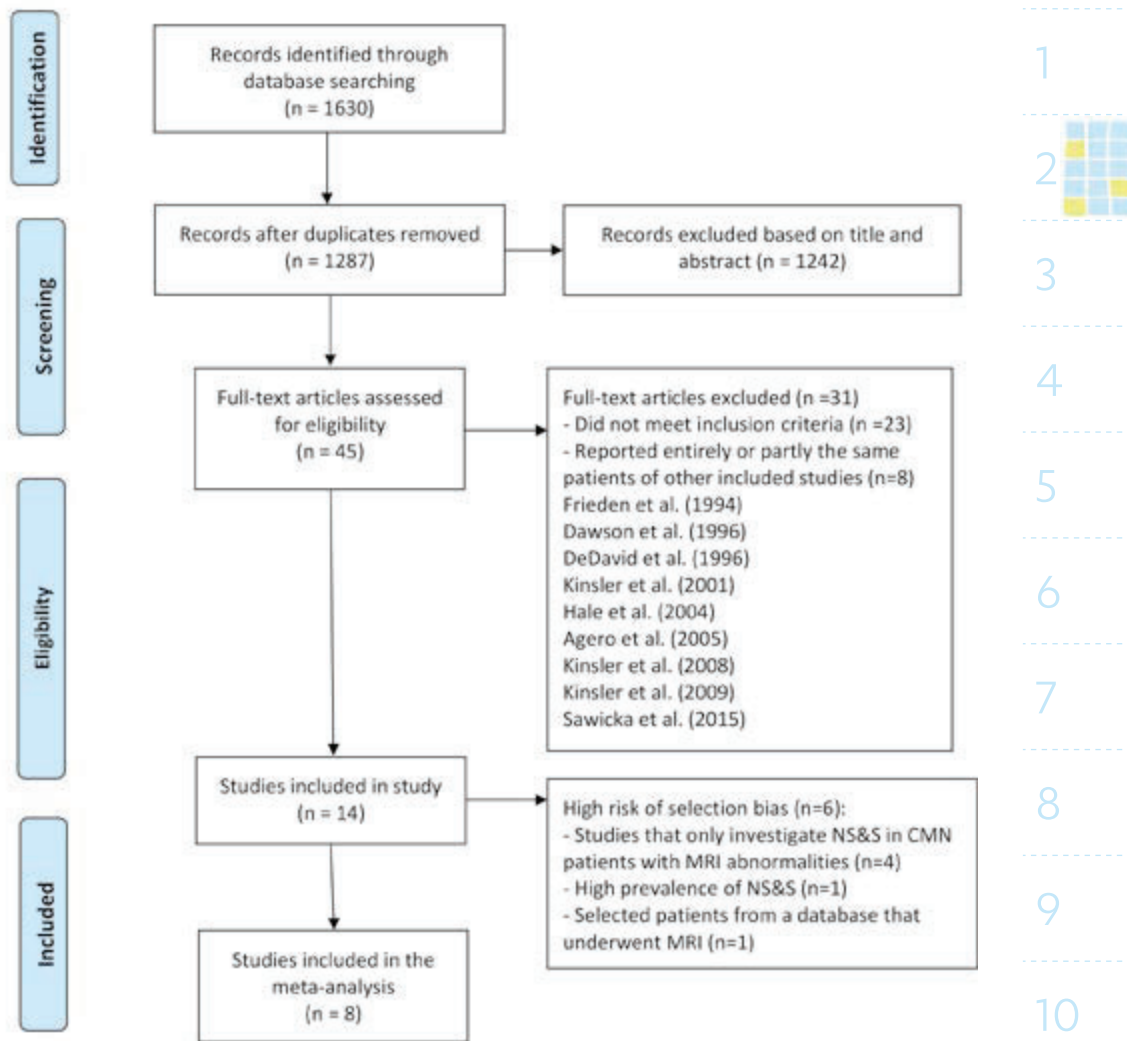 Identification
Records identified through
database searching
(n = 1630)
Records after duplicates removed
(n = 1287)
Records excluded based on title and
abstract (n = 1242)
Screening
Full-text articles assessed
for eligibility
(n = 45)
Full-text articles excluded (n =31)
- Did not meet inclusion criteria (n =23)
- Reported entirely or partly the same
patients of other included studies (n=8)
Frieden et al. (1994)
Dawson et al. (1996)
DeDavid et al. (1996)
Kinsler et al. (2001)
Hale et al. (2004)
Agero et al. (2005)
Kinsler et al. (2008)
Kinsler et al. (2009)
Sawicka et al. (2015)
Eligibility
Studies included in study
(n = 14)
High risk of selection bias (n=6):
- Studies that only investigate NS&S in CMN
patients with MRI abnormalities (n=4)
- High prevalence of NS&S (n=1)
- Selected patients from a database that
underwent MRI (n=1)
Included
Studies included in the
meta-analysis
(n = 8)
1
2
3
4
5
6
7
8
9
10